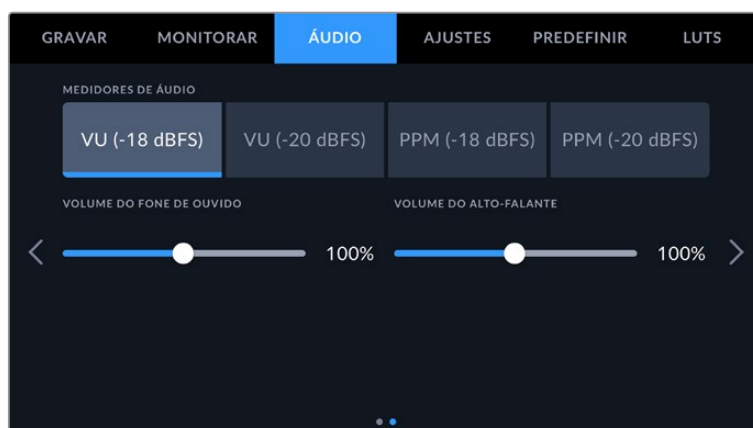 GRAVAR MONITORAR ÁUDIO AJUSTES PREDEFINIR LUTS
MEDIDORES DE ÁUDIO
VU (-18 dBFS) VU (-20 dBFS) PPM (-18 dBFS) PPM (-20 dBFS)
VOLUME DO FONE DE OUVIDO VOLUME DO ALTO-FALANTE
100% 100%